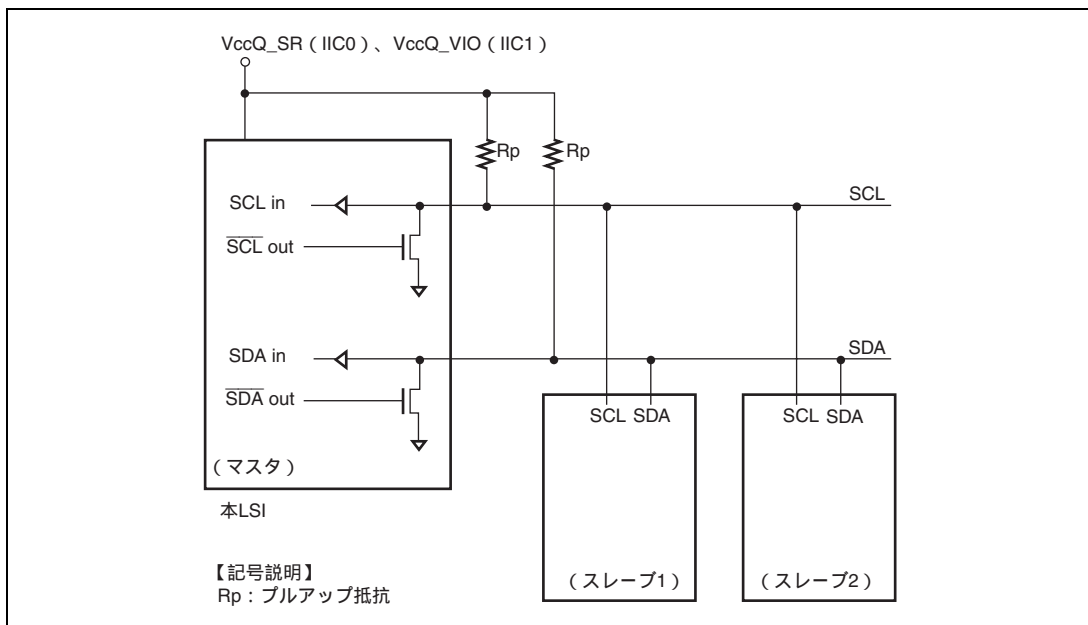 VccQ_SR（IIC0）、VccQ_VIO（IIC1）
Rp
Rp
SCL in
SCL
SCL out
SDA in
SDA
SDA out
SCL SDA
SCL SDA
（マスタ）
本LSI
（スレーブ1）
（スレーブ2）
【記号説明】
Rp：プルアップ抵抗